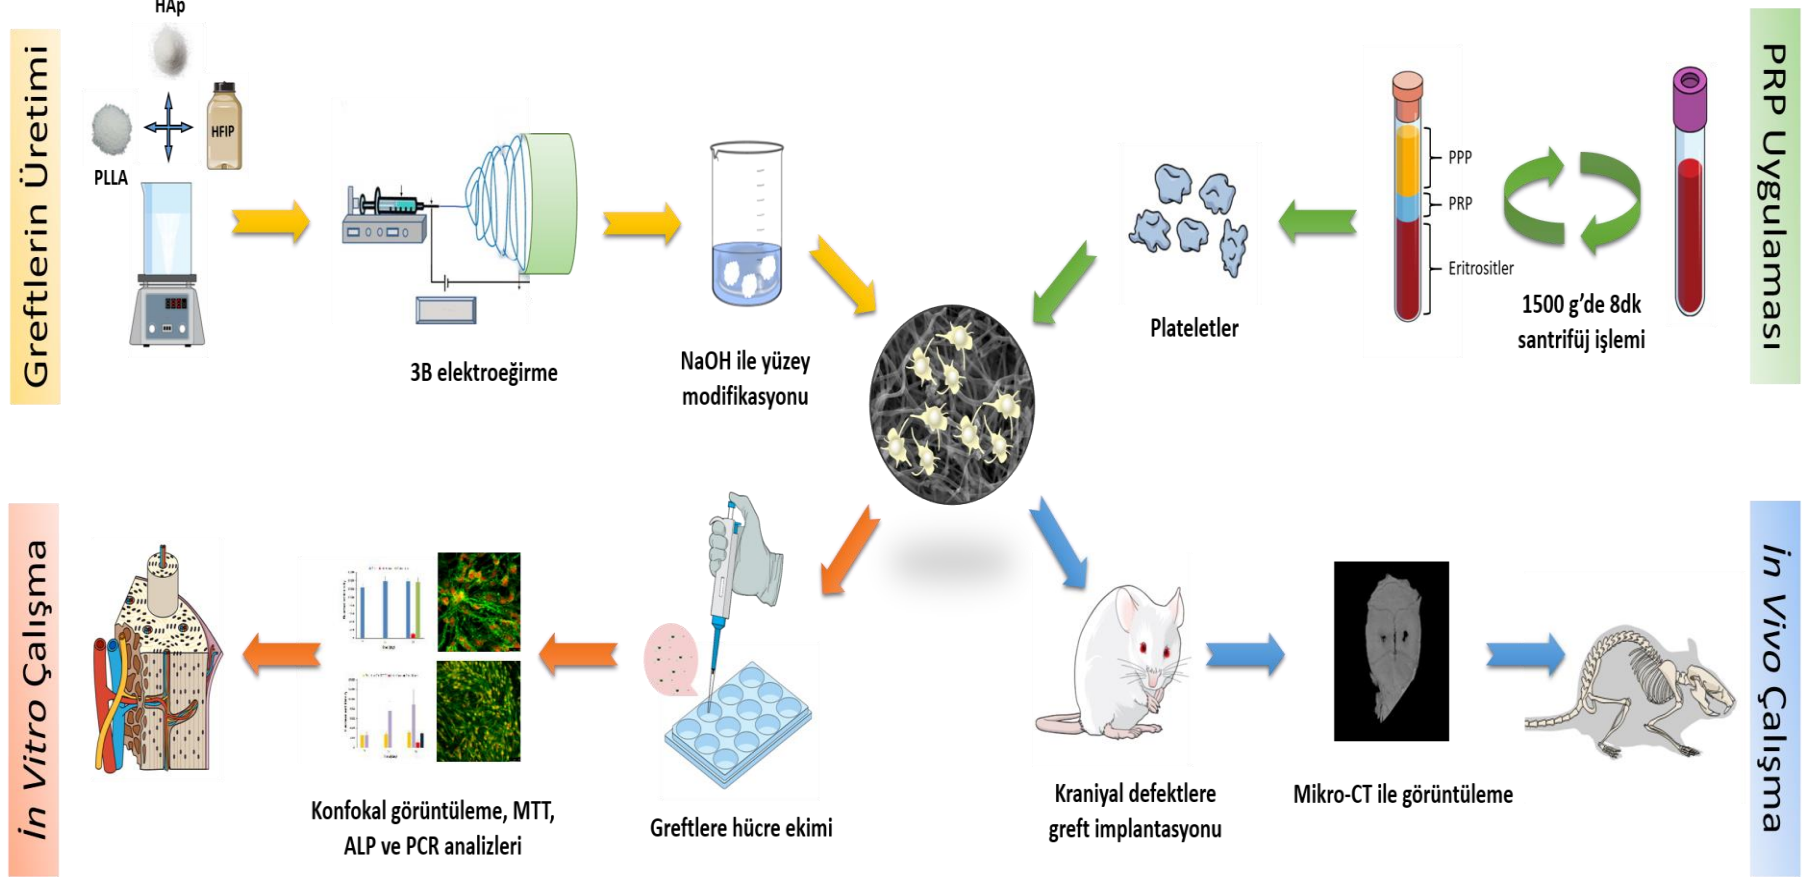 Greftlerin Üretimi
HAp
PLLA
HFIP
3B elektroeğirme
NaOH ile yüzey
modifikasyonu
PRP Uygulaması
PPP
PRP
Eritrositler
1500 g’de 8dk
santrifüj işlemi
Plateletler
İn Vitro Çalışma
Konfokal görüntüleme, MTT,
ALP ve PCR analizleri
Greftlere hücre ekimi
Kraniyal defektlere
greft implantasyonu
Mikro-CT ile görüntüleme
İn Vivo Çalışma